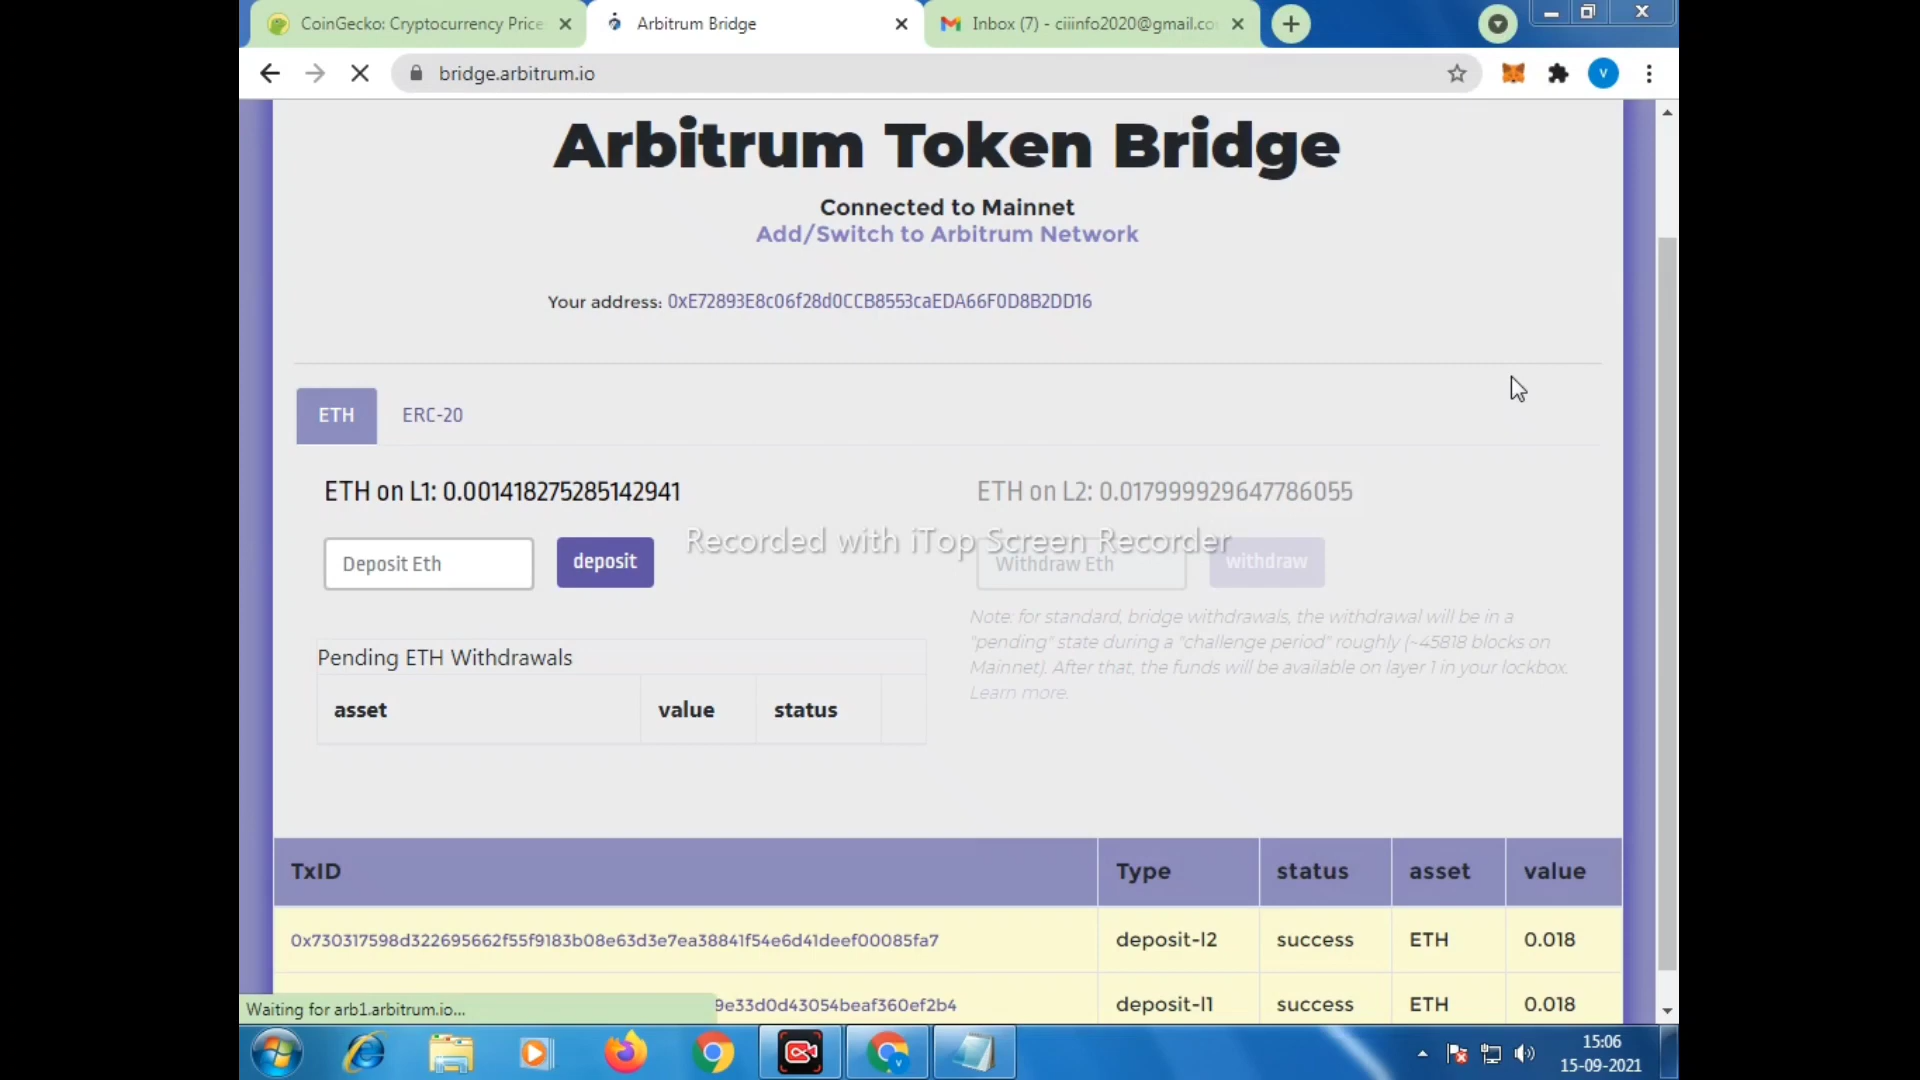 CoinGecko: Cryptocurrency Price
Arbitrum Bridge
Inbox (7) - ciiinfo2020@gmail.co
bridge.arbitrum.io
V
Arbitrum Token Bridge
Connected to Mainnet
Add/Switch to Arbitrum Network
Your address: 0xE72893E8c06f28d0CCB8553caEDA66F0D8B2DD16
ETH
ERC-20
ETH on L1: 0.001418275285142941
ETH on L2: 0.017999929647786055
Recorded with iTop Screen Recorder
Deposit Eth
deposit
Withdraw Eth
withdraw
Note: for standard, bridge withdrawals, the withdrawal will be in a
"pending" state during a "challenge period" roughly (~45818 blocks on
Mainnet). After that, the funds will be available on layer 1 in your lockbox.
Learn more.
Pending ETH Withdrawals
asset value status
TxID Type status asset value
0x730317598d322695662f55f9183b08e63d3e7ea38841f54e6d41deef00085fa7 deposit-l2 success ETH 0.018
9e33d0d43054beaf360ef2b4 deposit-l1 success ETH 0.018
Waiting for arb1.arbitrum.io...
15:06
15-09-2021